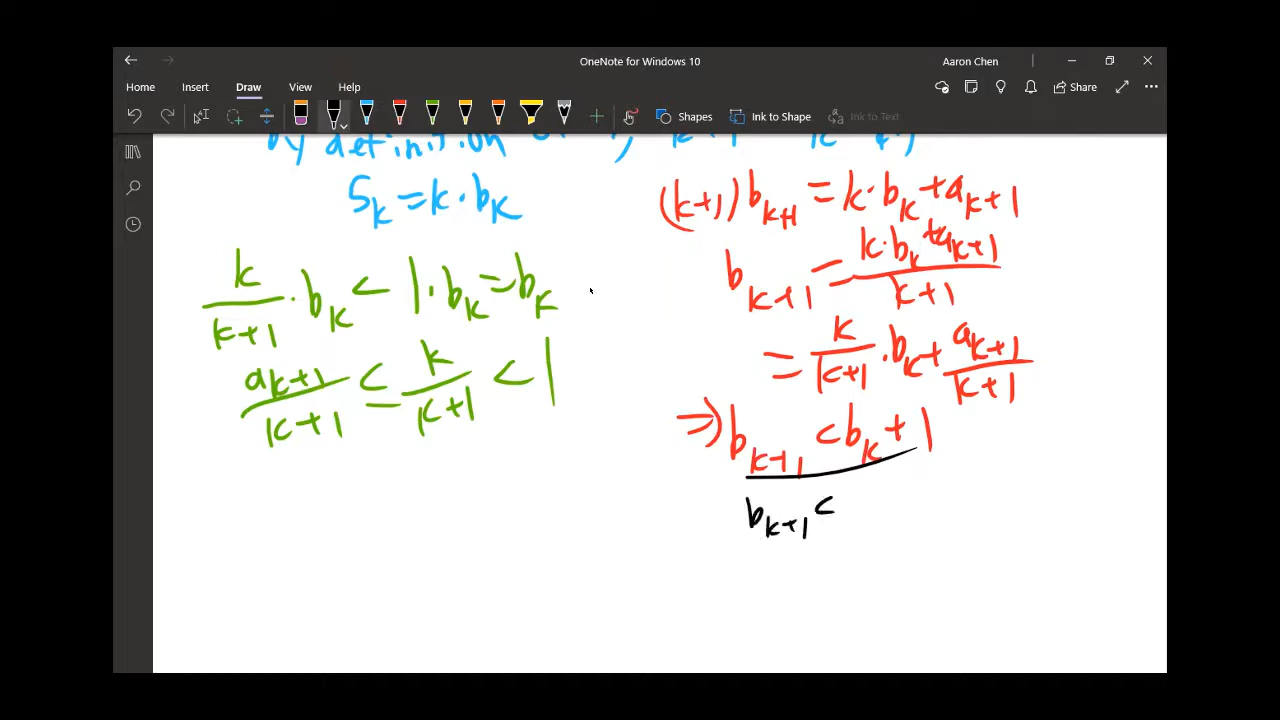 OneNote for Windows 10
Aaron Chen
Home Insert Draw View Help
Share
Shapes Ink to Shape Ink to Text
by definition
S_k = k · b_k
k/(k+1) · b_k < 1 · b_k = b_k
a_{k+1}/(k+1) ≤ k/(k+1) < 1
(k+1) b_{k+1} = k · b_k + a_{k+1}
b_{k+1} = (k · b_k + a_{k+1})/(k+1)
= k/(k+1) · b_k + a_{k+1}/(k+1)
⇒ b_{k+1} < b_k + 1
b_{k+1} <